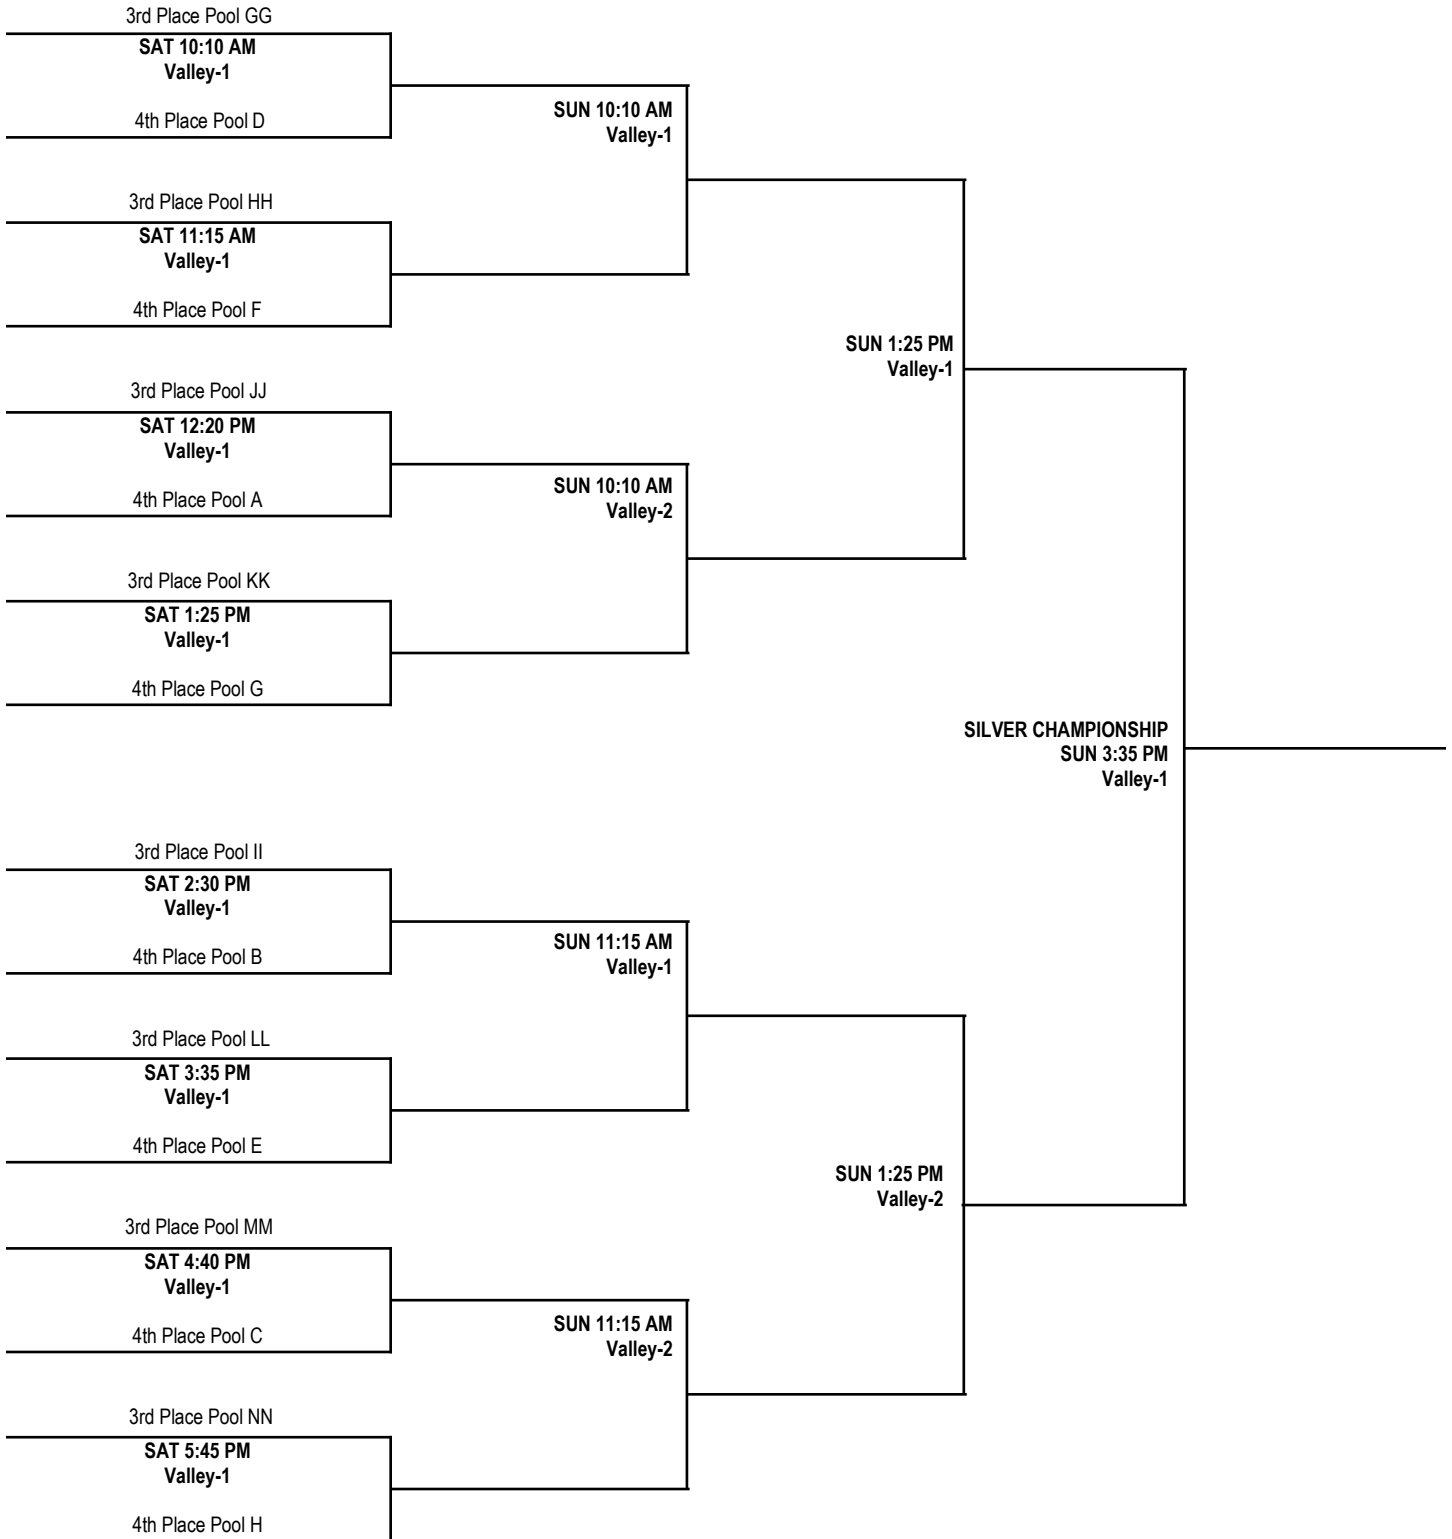 3rd Place Pool GG
SAT 10:10 AM
Valley-1
4th Place Pool D
SUN 10:10 AM
Valley-1
3rd Place Pool HH
SAT 11:15 AM
Valley-1
4th Place Pool F
SUN 1:25 PM
Valley-1
3rd Place Pool JJ
SAT 12:20 PM
Valley-1
4th Place Pool A
SUN 10:10 AM
Valley-2
3rd Place Pool KK
SAT 1:25 PM
Valley-1
4th Place Pool G
SILVER CHAMPIONSHIP
SUN 3:35 PM
Valley-1
3rd Place Pool II
SAT 2:30 PM
Valley-1
4th Place Pool B
SUN 11:15 AM
Valley-1
3rd Place Pool LL
SAT 3:35 PM
Valley-1
4th Place Pool E
SUN 1:25 PM
Valley-2
3rd Place Pool MM
SAT 4:40 PM
Valley-1
4th Place Pool C
SUN 11:15 AM
Valley-2
3rd Place Pool NN
SAT 5:45 PM
Valley-1
4th Place Pool H